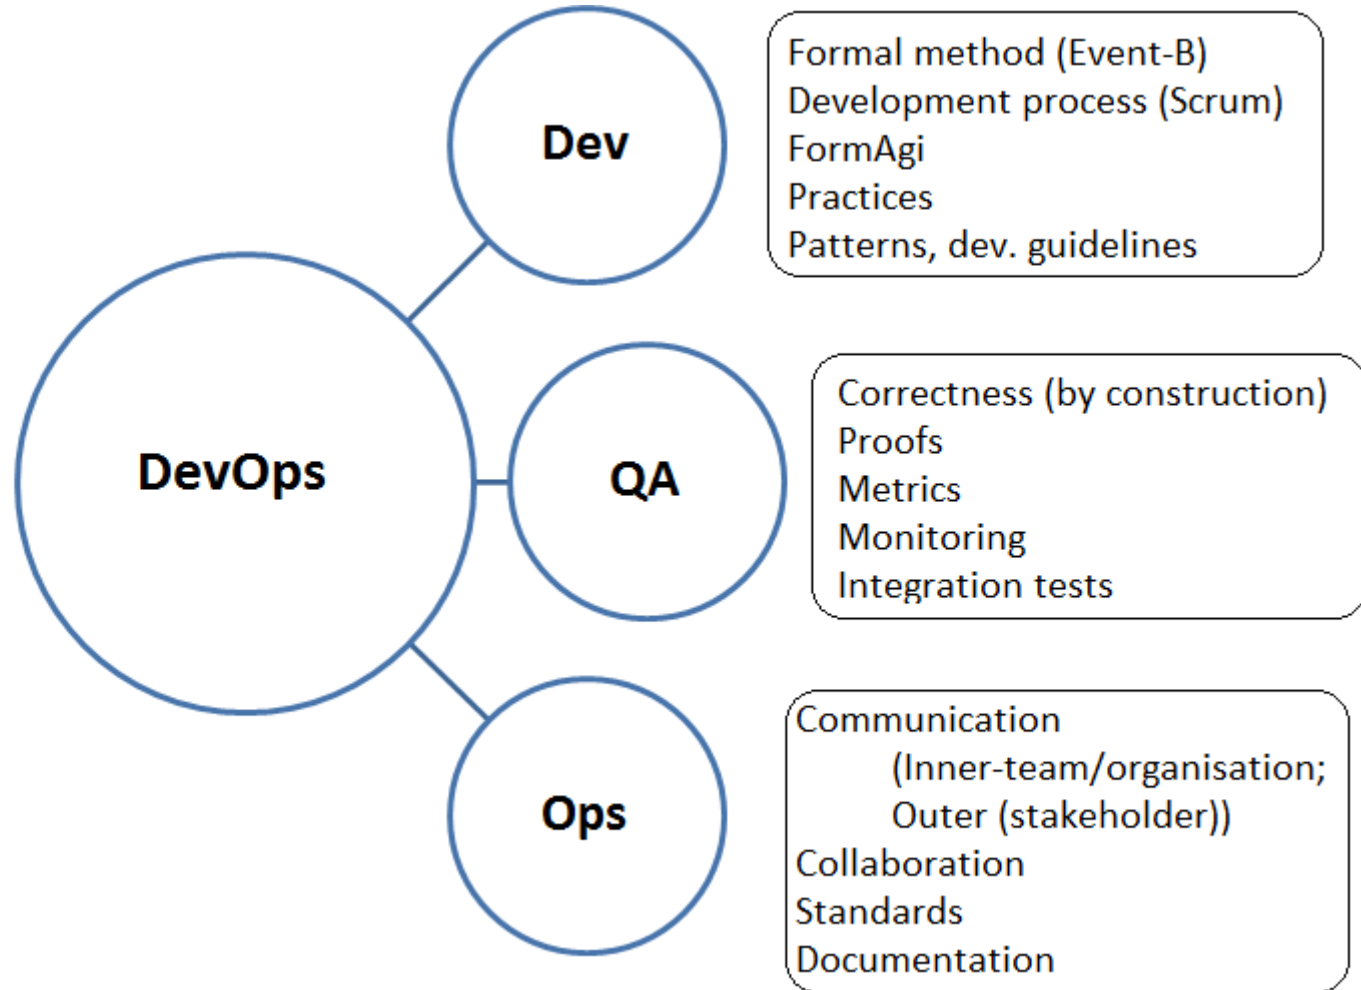 Dev
Formal method (Event-B)
Development process (Scrum)
FormAgi
Practices
Patterns, dev. guidelines
DevOps
QA
Correctness (by construction)
Proofs
Metrics
Monitoring
Integration tests
Ops
Communication
(Inner-team/organisation;
Outer (stakeholder))
Collaboration
Standards
Documentation